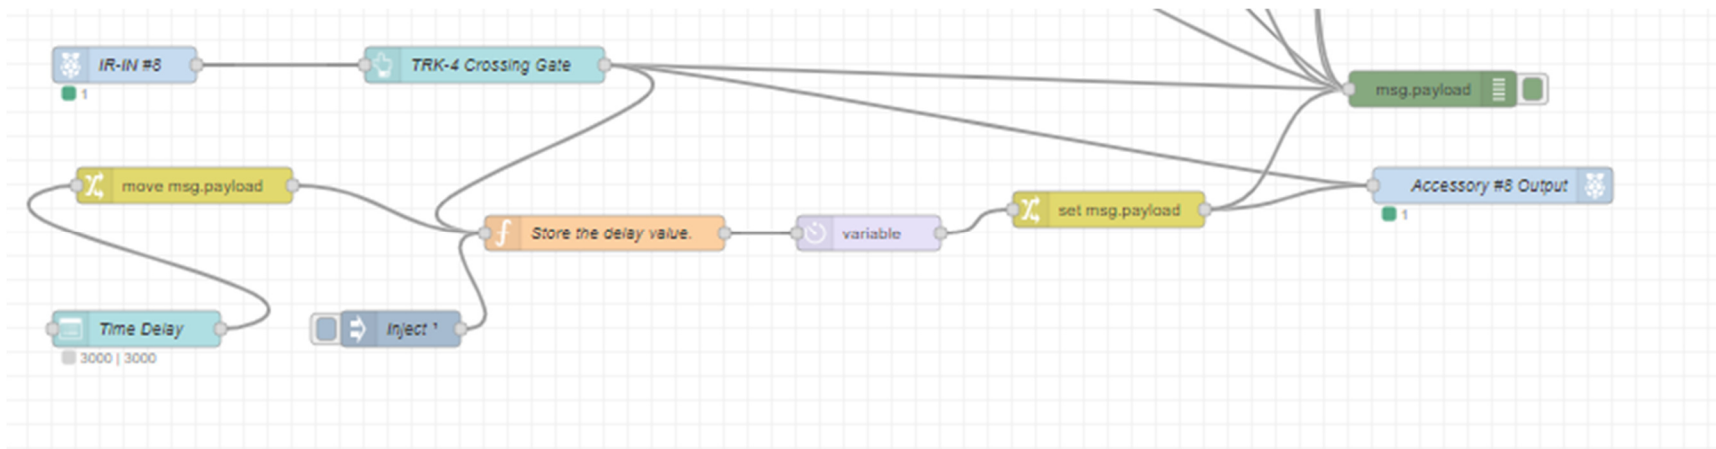 IR-IN #8
TRK-4 Crossing Gate
1
msg.payload
move msg.payload
Accessory #8 Output
set msg.payload
1
Store the delay value.
variable
Time Delay
Inject ¹
3000 | 3000